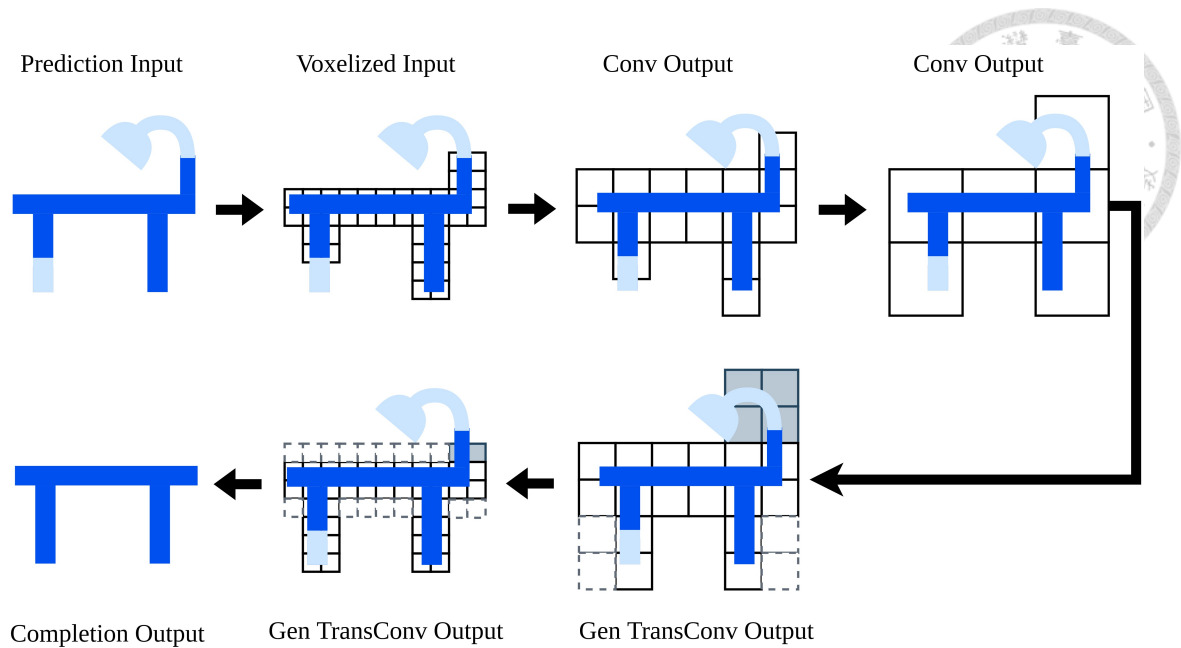 Prediction Input
Voxelized Input
Conv Output
Conv Output
Completion Output
Gen TransConv Output
Gen TransConv Output